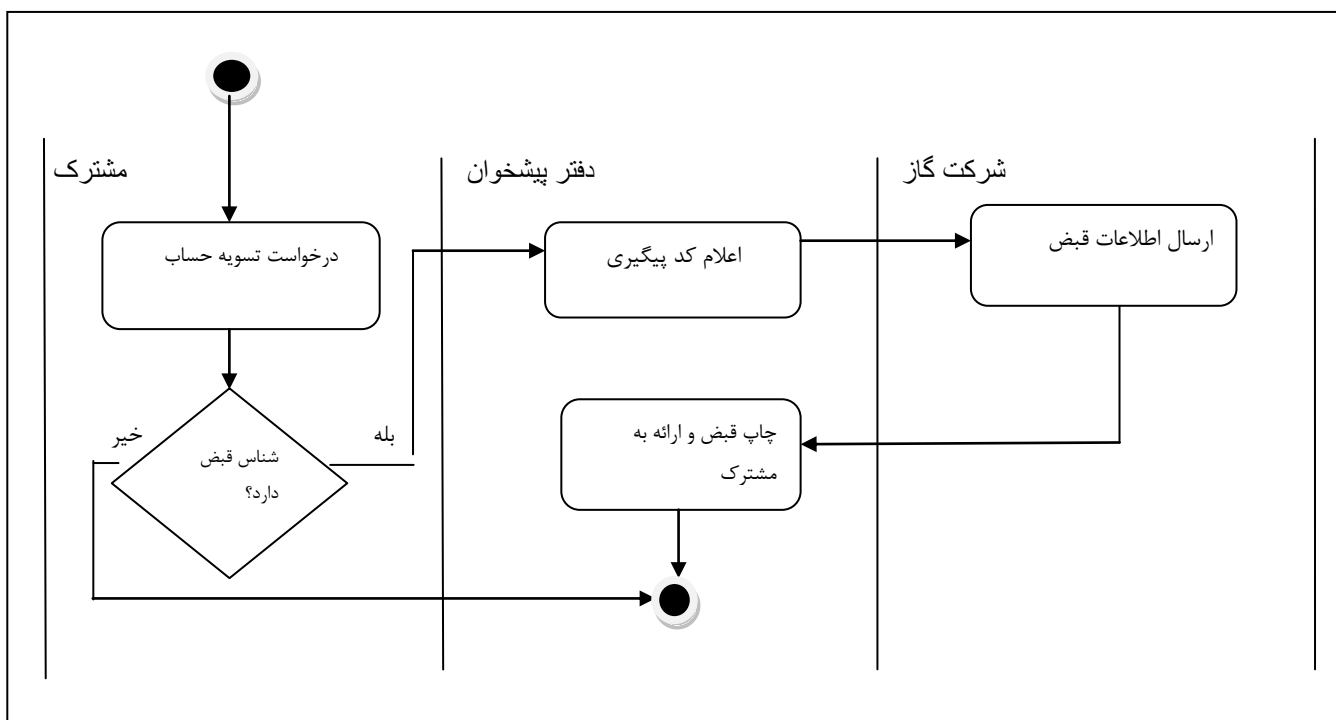 مشترک
دفتر پیشخوان
شرکت گاز
درخواست تسویه حساب
اعلام کد پیگیری
ارسال اطلاعات قبض
خیر
بله
شناس قبض
دارد؟
چاپ قبض و ارائه به
مشترک